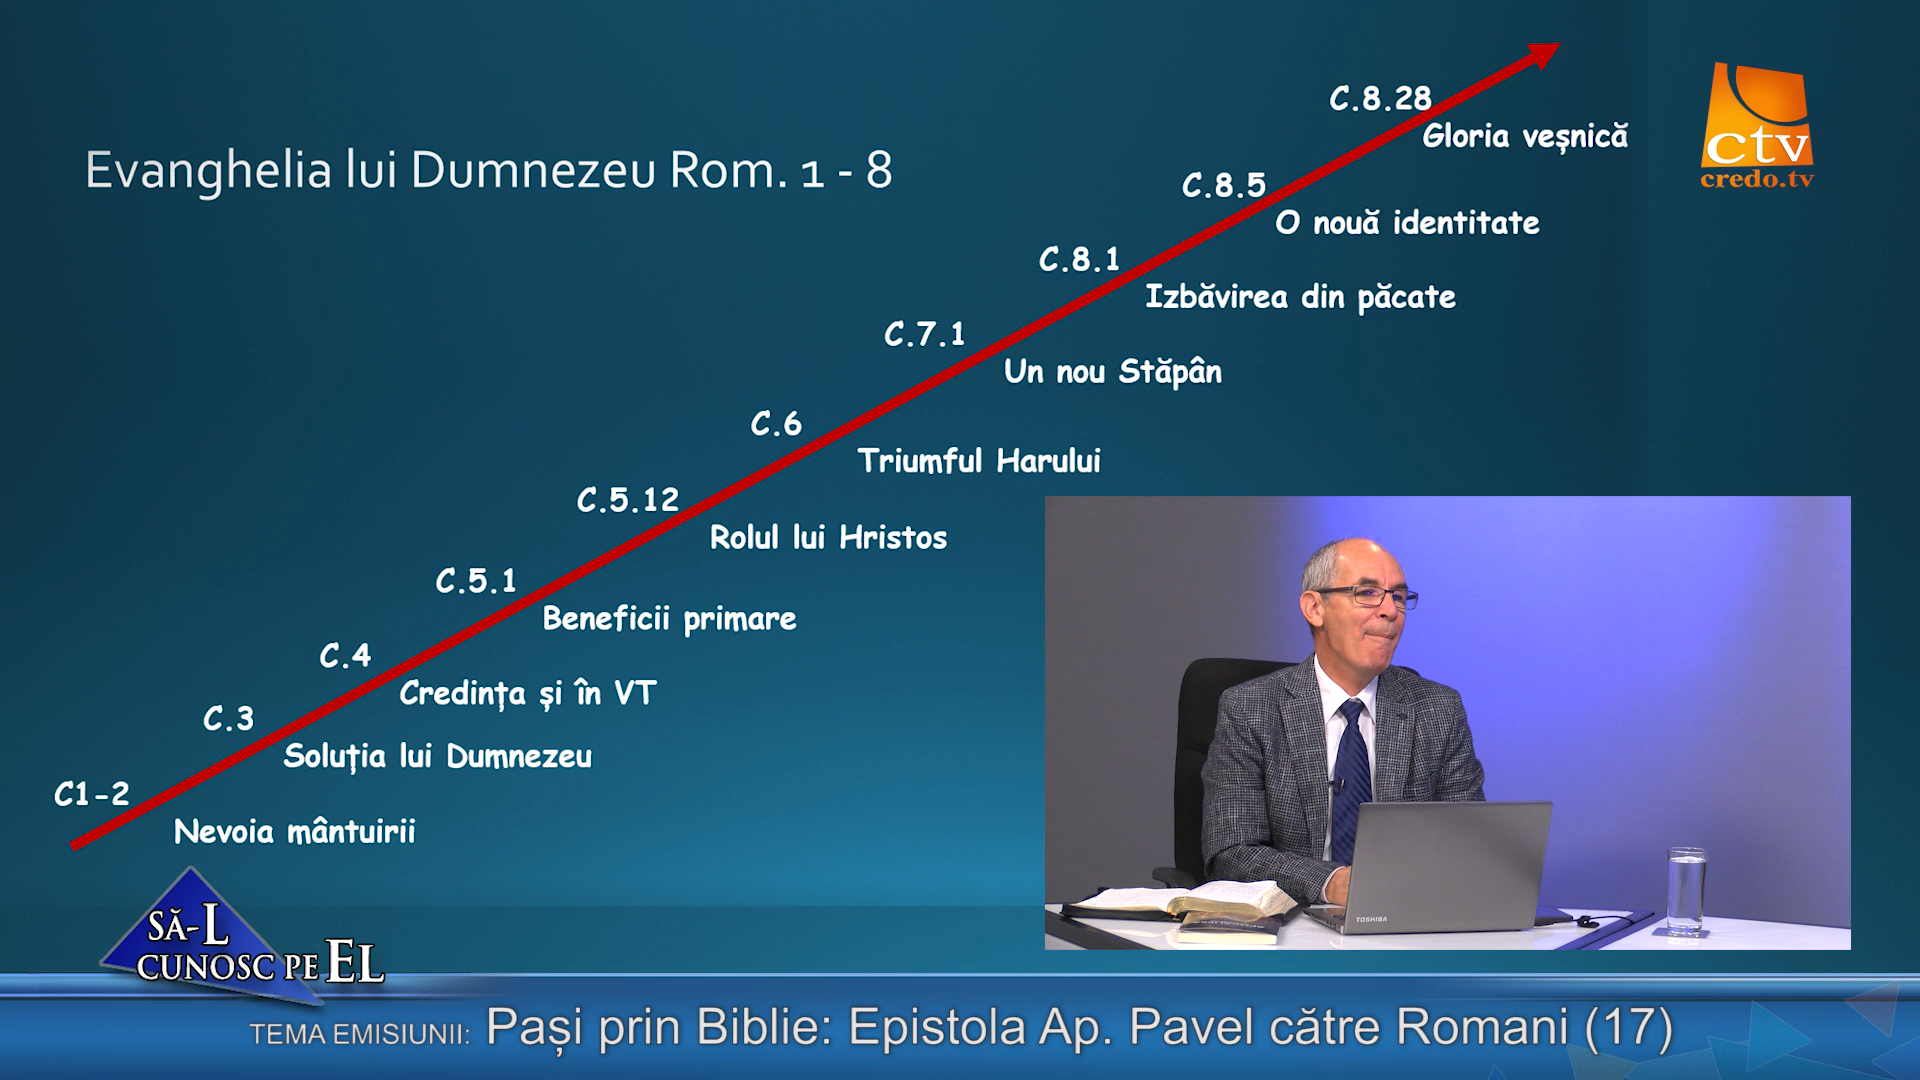 C.8.28
Gloria veșnică
ctv
credo.tv
Evanghelia lui Dumnezeu Rom. 1 - 8
C.8.5
O nouă identitate
C.8.1
Izbăvirea din păcate
C.7.1
Un nou Stăpân
C.6
Triumful Harului
C.5.12
Rolul lui Hristos
C.5.1
Beneficii primare
C.4
Credința și în VT
C.3
Soluția lui Dumnezeu
C1-2
Nevoia mântuirii
TOSHIBA
SĂ-L
CUNOSC PE EL
TEMA EMISIUNII: Pași prin Biblie: Epistola Ap. Pavel către Romani (17)